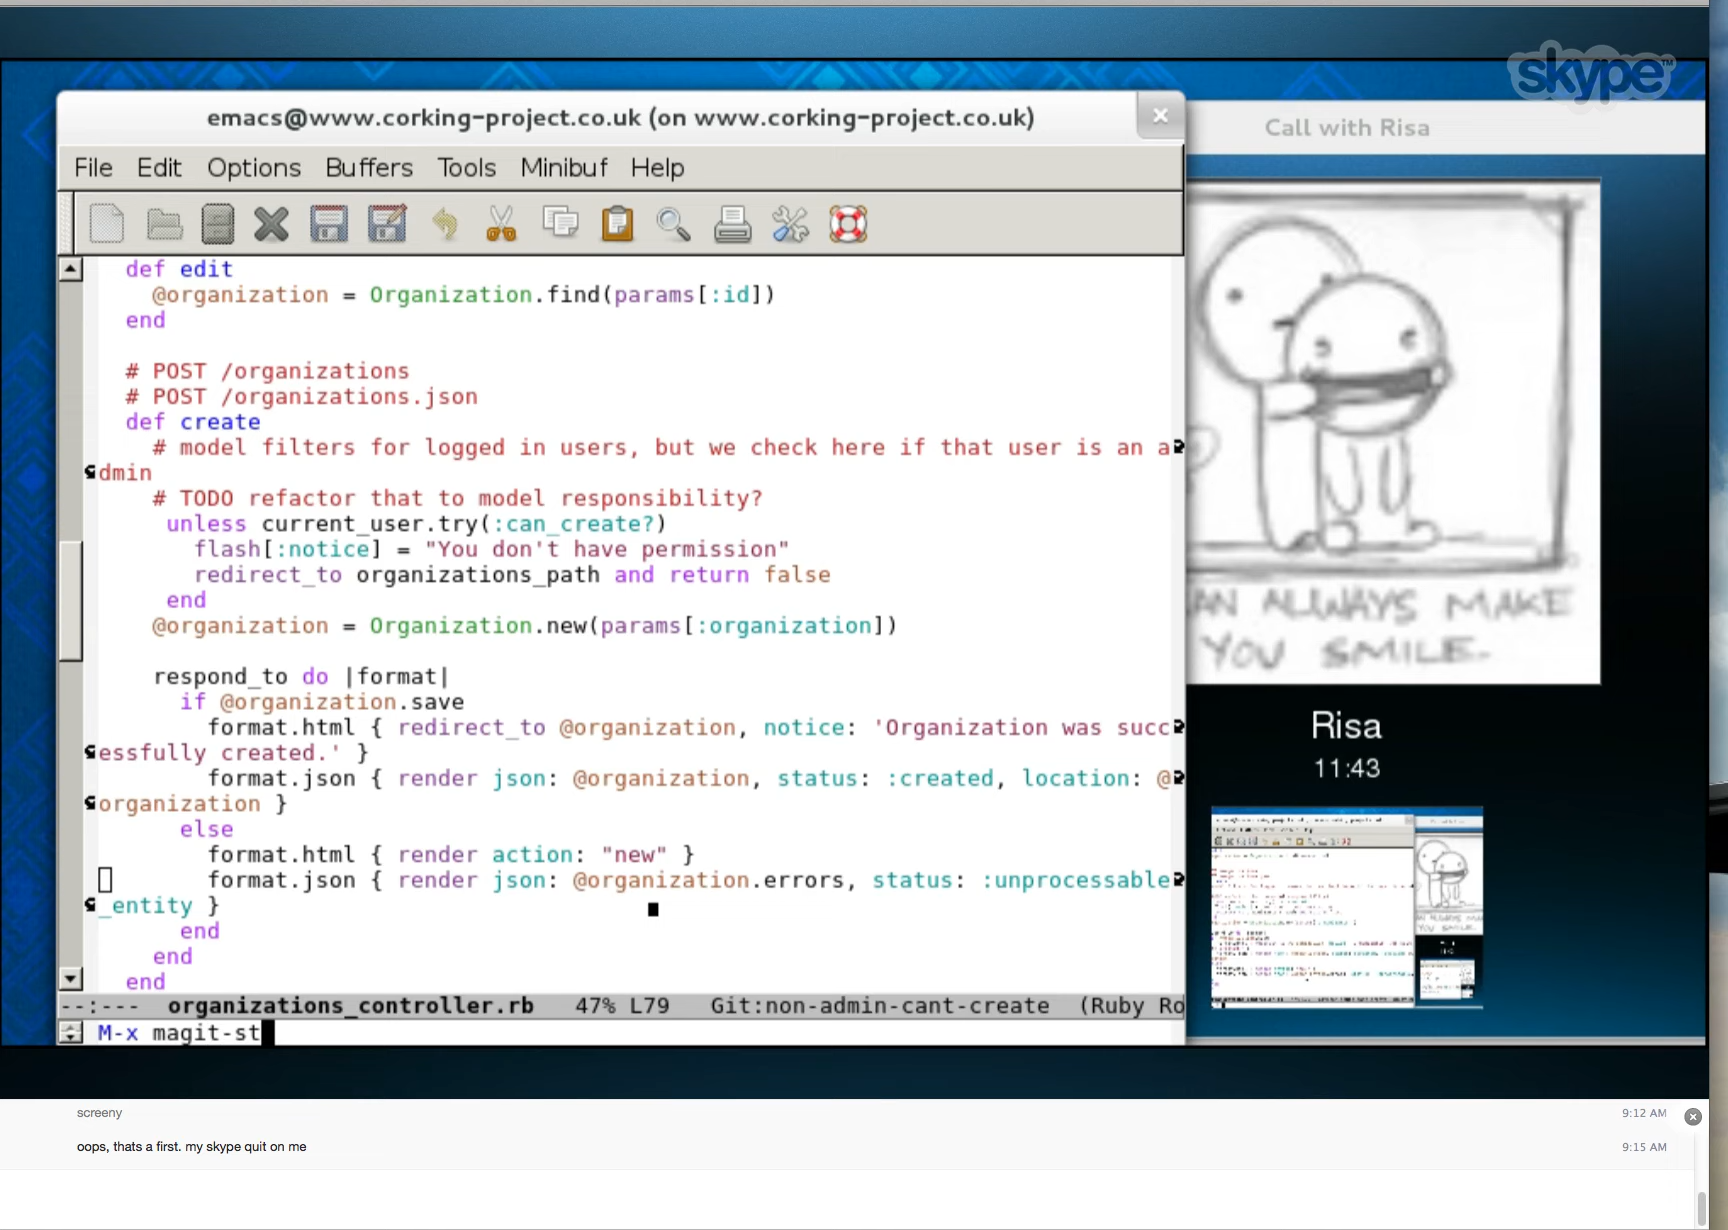 skype™
emacs@www.corking-project.co.uk (on www.corking-project.co.uk)
Call with Risa
File Edit Options Buffers Tools Minibuf Help
def edit
@organization = Organization.find(params[:id])
end
# POST /organizations
# POST /organizations.json
def create
# model filters for logged in users, but we check here if that user is an a
dmin
# TODO refactor that to model responsibility?
unless current_user.try(:can_create?)
flash[:notice] = "You don't have permission"
redirect_to organizations_path and return false
end
@organization = Organization.new(params[:organization])
respond_to do |format|
if @organization.save
format.html { redirect_to @organization, notice: 'Organization was succ
essfully created.' }
format.json { render json: @organization, status: :created, location: @
organization }
else
format.html { render action: "new" }
format.json { render json: @organization.errors, status: :unprocessable
_entity }
end
end
end
--:--- organizations_controller.rb 47% L79 Git:non-admin-cant-create (Ruby Ro
M-x magit-st
AN ALWAYS MAKE
YOU SMILE.
Risa
11:43
screeny 9:12 AM
oops, thats a first. my skype quit on me 9:15 AM